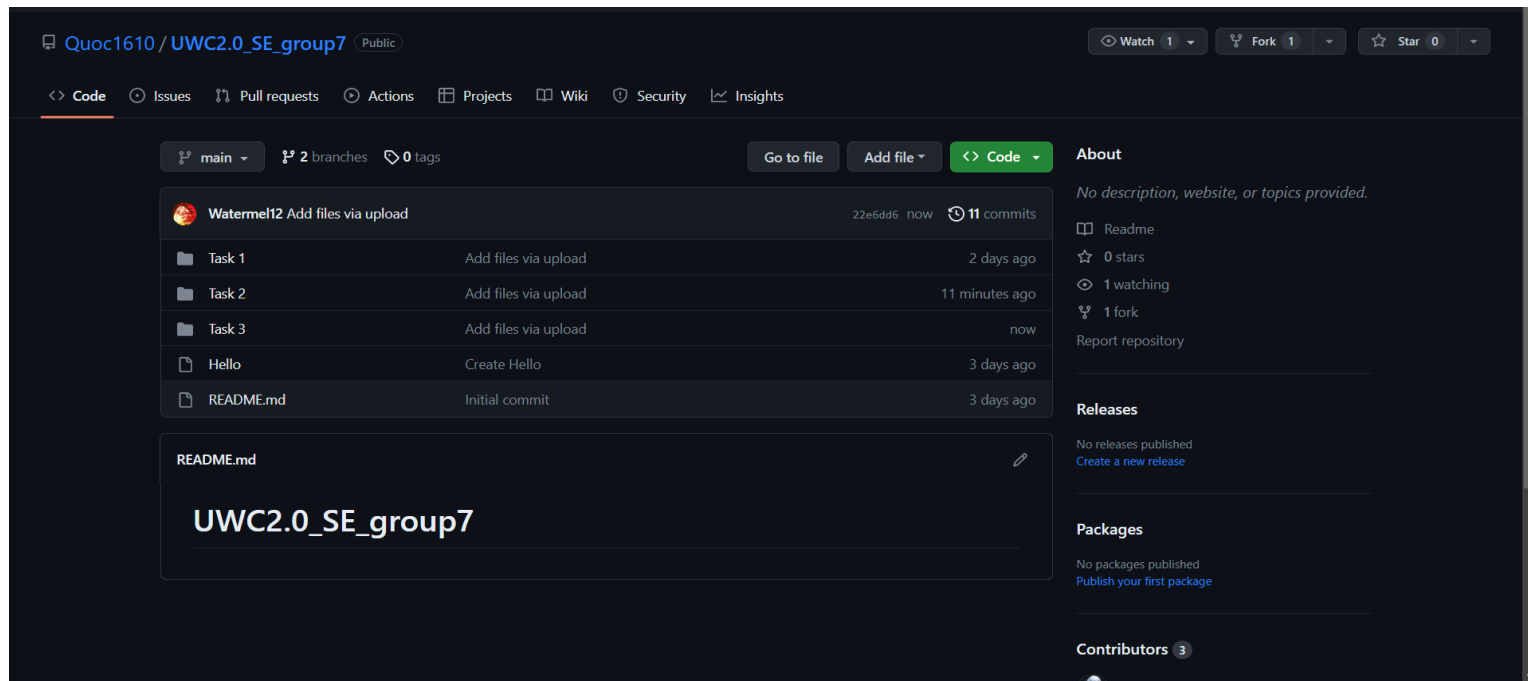 Quoc1610 / UWC2.0_SE_group7 Public
Watch 1 Fork 1 Star 0
Code Issues Pull requests Actions Projects Wiki Security Insights
main 2 branches 0 tags Go to file Add file Code
Watermel12 Add files via upload 22e6dd6 now 11 commits
Task 1 Add files via upload 2 days ago
Task 2 Add files via upload 11 minutes ago
Task 3 Add files via upload now
Hello Create Hello 3 days ago
README.md Initial commit 3 days ago
README.md
UWC2.0_SE_group7
About
No description, website, or topics provided.
Readme
0 stars
1 watching
1 fork
Report repository
Releases
No releases published
Create a new release
Packages
No packages published
Publish your first package
Contributors 3